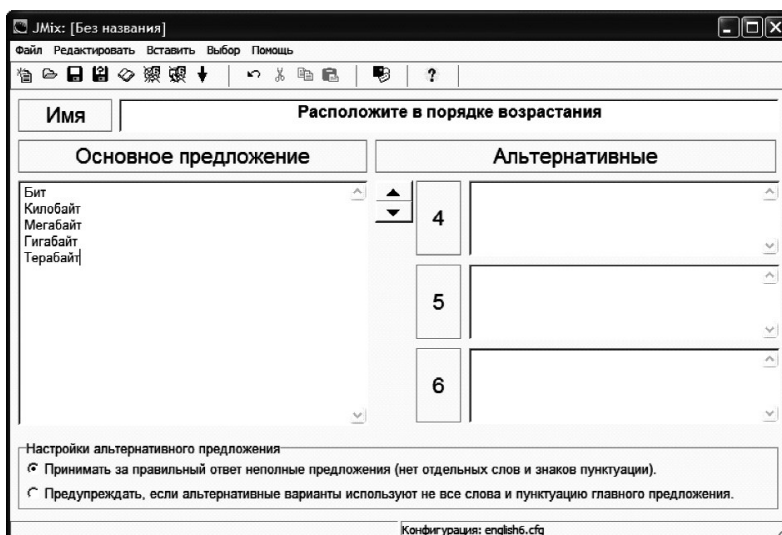 JMix: [Без названия]
Файл Редактировать Вставить Выбор Помощь
Имя
Расположите в порядке возрастания
Основное предложение
Альтернативные
Бит
Килобайт
Мегабайт
Гигабайт
Терабайт
4
5
6
Настройки альтернативного предложения
Принимать за правильный ответ неполные предложения (нет отдельных слов и знаков пунктуации).
Предупреждать, если альтернативные варианты используют не все слова и пунктуацию главного предложения.
Конфигурация: english6.cfg